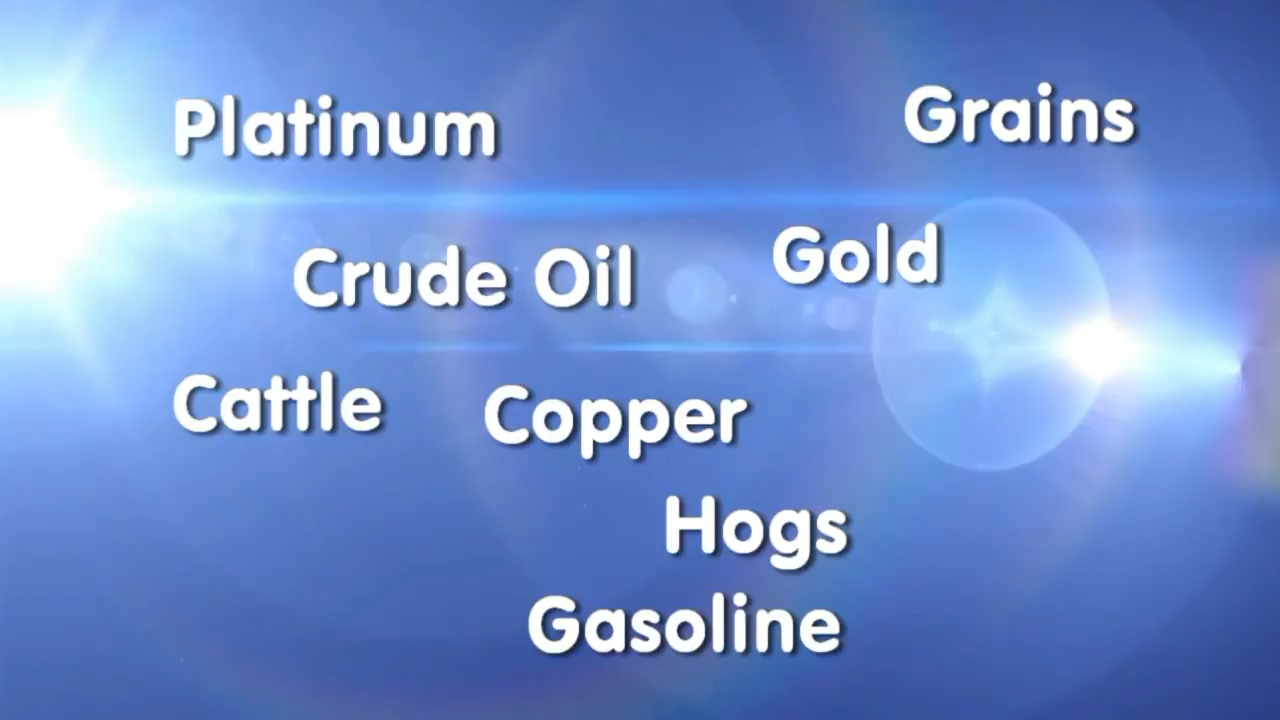 Platinum
Grains
Crude Oil
Gold
Cattle
Copper
Hogs
Gasoline